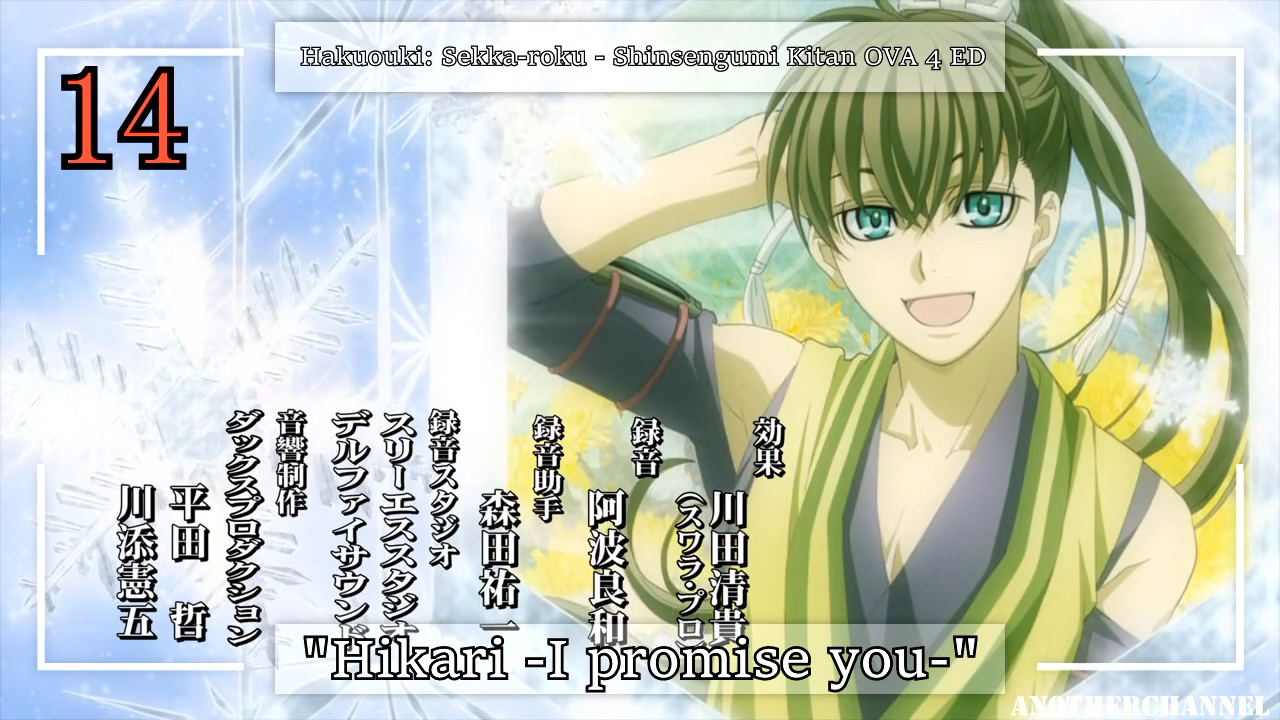 Hakuouki: Sekka-roku - Shinsengumi Kitan OVA 4 ED
14
効果
川田清貴
(スワラ・プロ
録音
阿波良和
録音助手
森田祐一
録音スタジオ
スリーエススタジオ
デルファイサウンド
音響制作
ダックスプロダクション
平田 哲
川添憲五
"Hikari -I promise you-"
ANOTHERCHANNEL